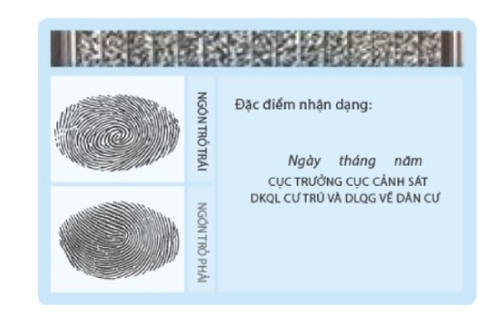 NGÓN TRỎ TRÁI
NGÓN TRỎ PHẢI
Đặc điểm nhận dạng:
Ngày tháng năm
CỤC TRƯỞNG CỤC CẢNH SÁT
DKQL CƯ TRÚ VÀ DLQG VỀ DÂN CƯ